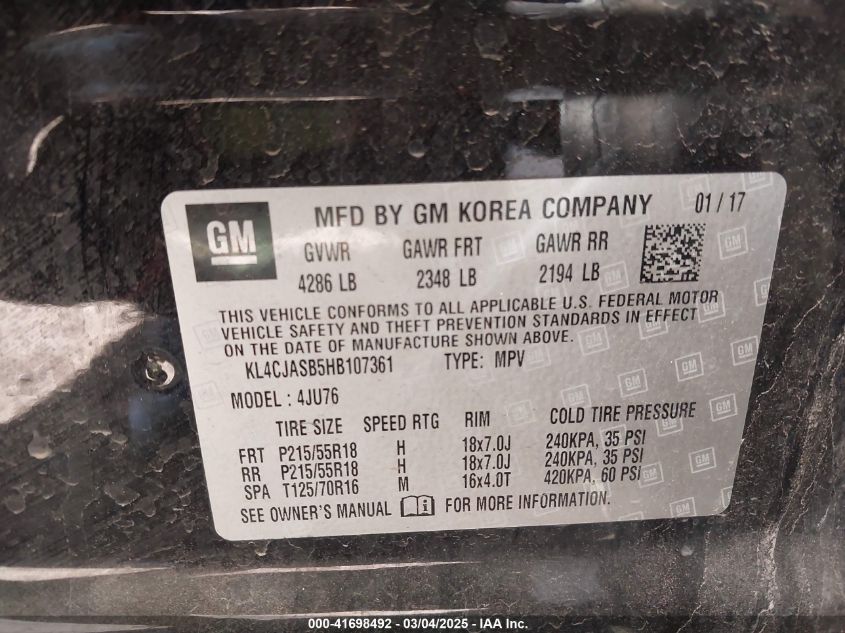 GM
MFD BY GM KOREA COMPANY 01 / 17
GVWR GAWR FRT GAWR RR
4286 LB 2348 LB 2194 LB
THIS VEHICLE CONFORMS TO ALL APPLICABLE U.S. FEDERAL MOTOR
VEHICLE SAFETY AND THEFT PREVENTION STANDARDS IN EFFECT
ON THE DATE OF MANUFACTURE SHOWN ABOVE.
KL4CJASB5HB107361 TYPE: MPV
MODEL : 4JU76
TIRE SIZE SPEED RTG RIM COLD TIRE PRESSURE
FRT P215/55R18 H 18x7.0J 240KPA, 35 PSI
RR P215/55R18 H 18x7.0J 240KPA, 35 PSI
SPA T125/70R16 M 16x4.0T 420KPA, 60 PSI
SEE OWNER'S MANUAL FOR MORE INFORMATION.
000-41698492 - 03/04/2025 - IAA Inc.